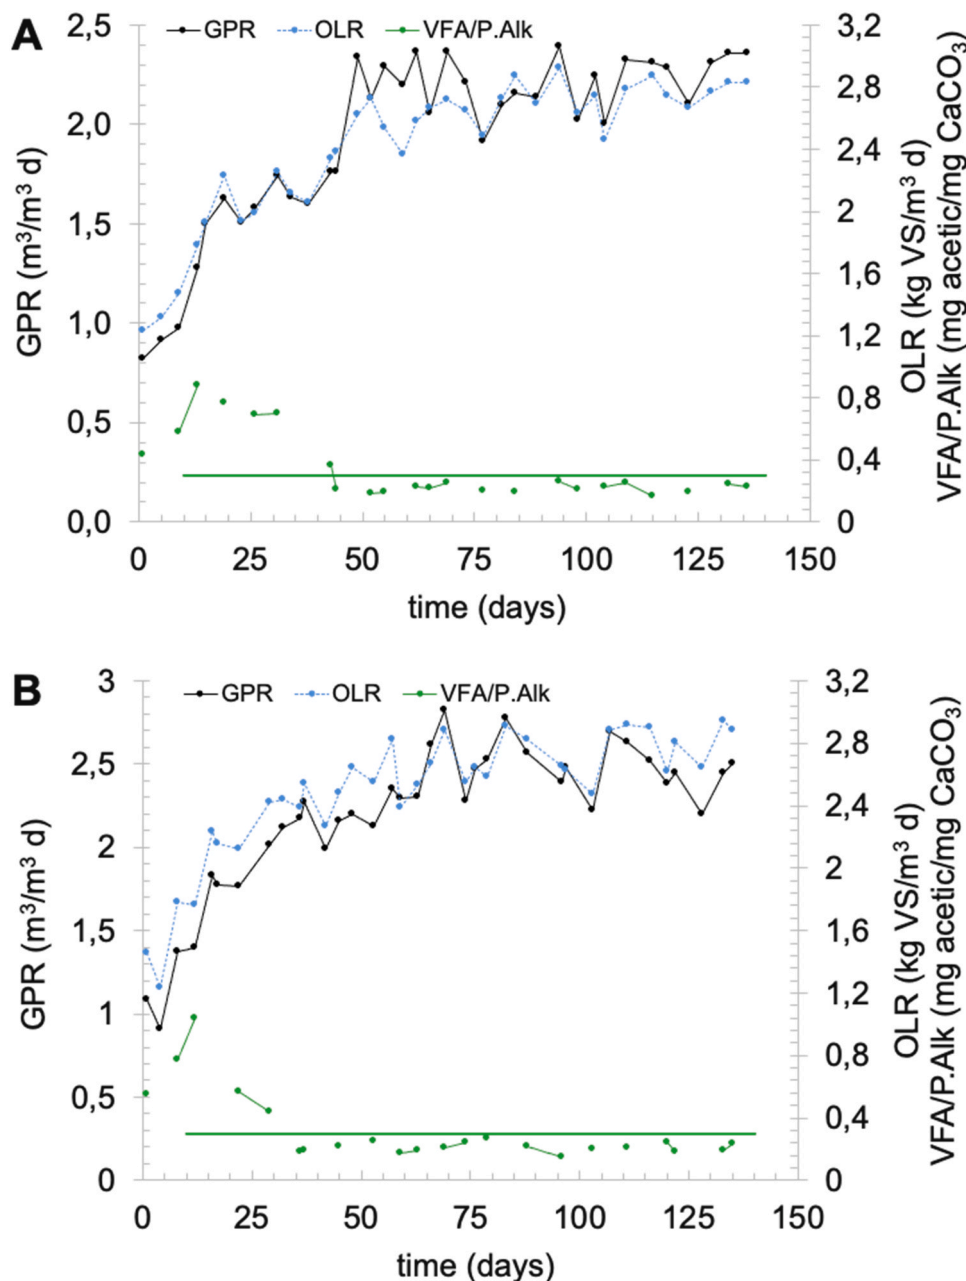 A
GPR OLR VFA/P.Alk
2,5
2,0
1,5
1,0
0,5
0,0
GPR (m³/m³ d)
3,2
2,8
2,4
2
1,6
1,2
0,8
0,4
0
OLR (kg VS/m³ d)
VFA/P.Alk (mg acetic/mg CaCO₃)
0 25 50 75 100 125 150
time (days)
B
GPR OLR VFA/P.Alk
3
2,5
2
1,5
1
0,5
0
GPR (m³/m³ d)
3,2
2,8
2,4
2
1,6
1,2
0,8
0,4
0
OLR (kg VS/m³ d)
VFA/P.Alk (mg acetic/mg CaCO₃)
0 25 50 75 100 125 150
time (days)